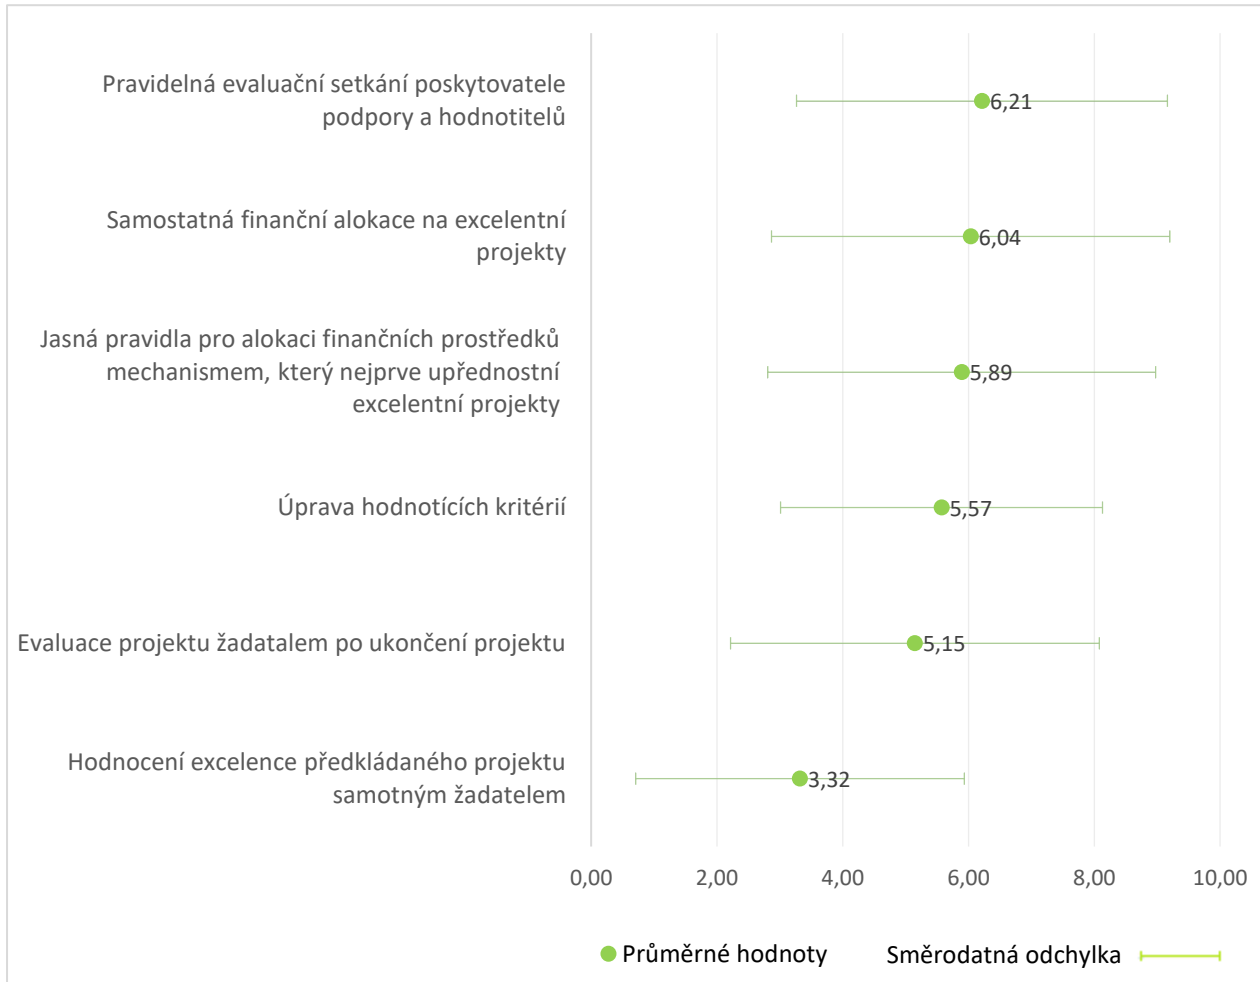 Pravidelná evaluační setkání poskytovatele
podpory a hodnotitelů
6,21
Samostatná finanční alokace na excelentní
projekty
6,04
Jasná pravidla pro alokaci finančních prostředků
mechanismem, který nejprve upřednostní
excelentní projekty
5,89
Úprava hodnotících kritérií
5,57
Evaluace projektu žadatalem po ukončení projektu
5,15
Hodnocení excelence předkládaného projektu
samotným žadatelem
3,32
0,00 2,00 4,00 6,00 8,00 10,00
Průměrné hodnoty Směrodatná odchylka